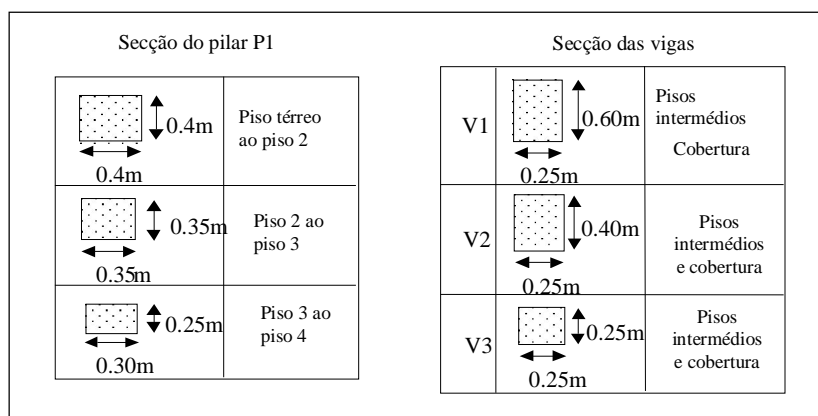 Secção do pilar P1
0.4m
Piso térreo
ao piso 2
0.4m
0.35m
Piso 2 ao
piso 3
0.35m
0.25m
Piso 3 ao
piso 4
0.30m
Secção das vigas
V1
0.60m
Pisos
intermédios
Cobertura
0.25m
V2
0.40m
Pisos
intermédios
e cobertura
0.25m
V3
0.25m
Pisos
intermédios
e cobertura
0.25m